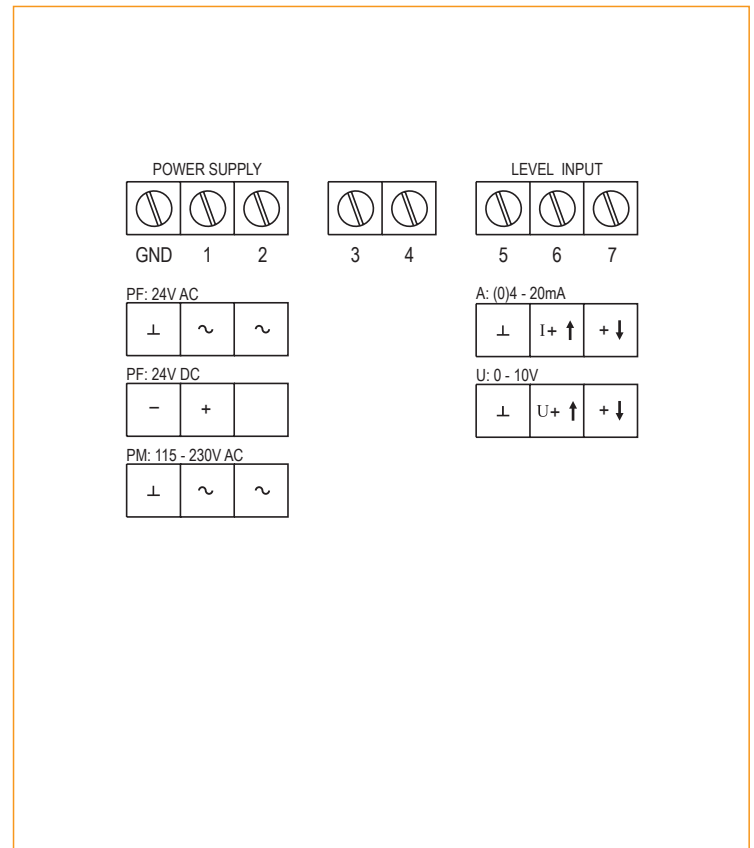 POWER SUPPLY LEVEL INPUT
GND 1 2 3 4 5 6 7
PF: 24V AC A: (0)4 - 20mA
⊥ ~ ~ ⊥ I+ ↑ + ↓
PF: 24V DC U: 0 - 10V
− + ⊥ U+ ↑ + ↓
PM: 115 - 230V AC
⊥ ~ ~